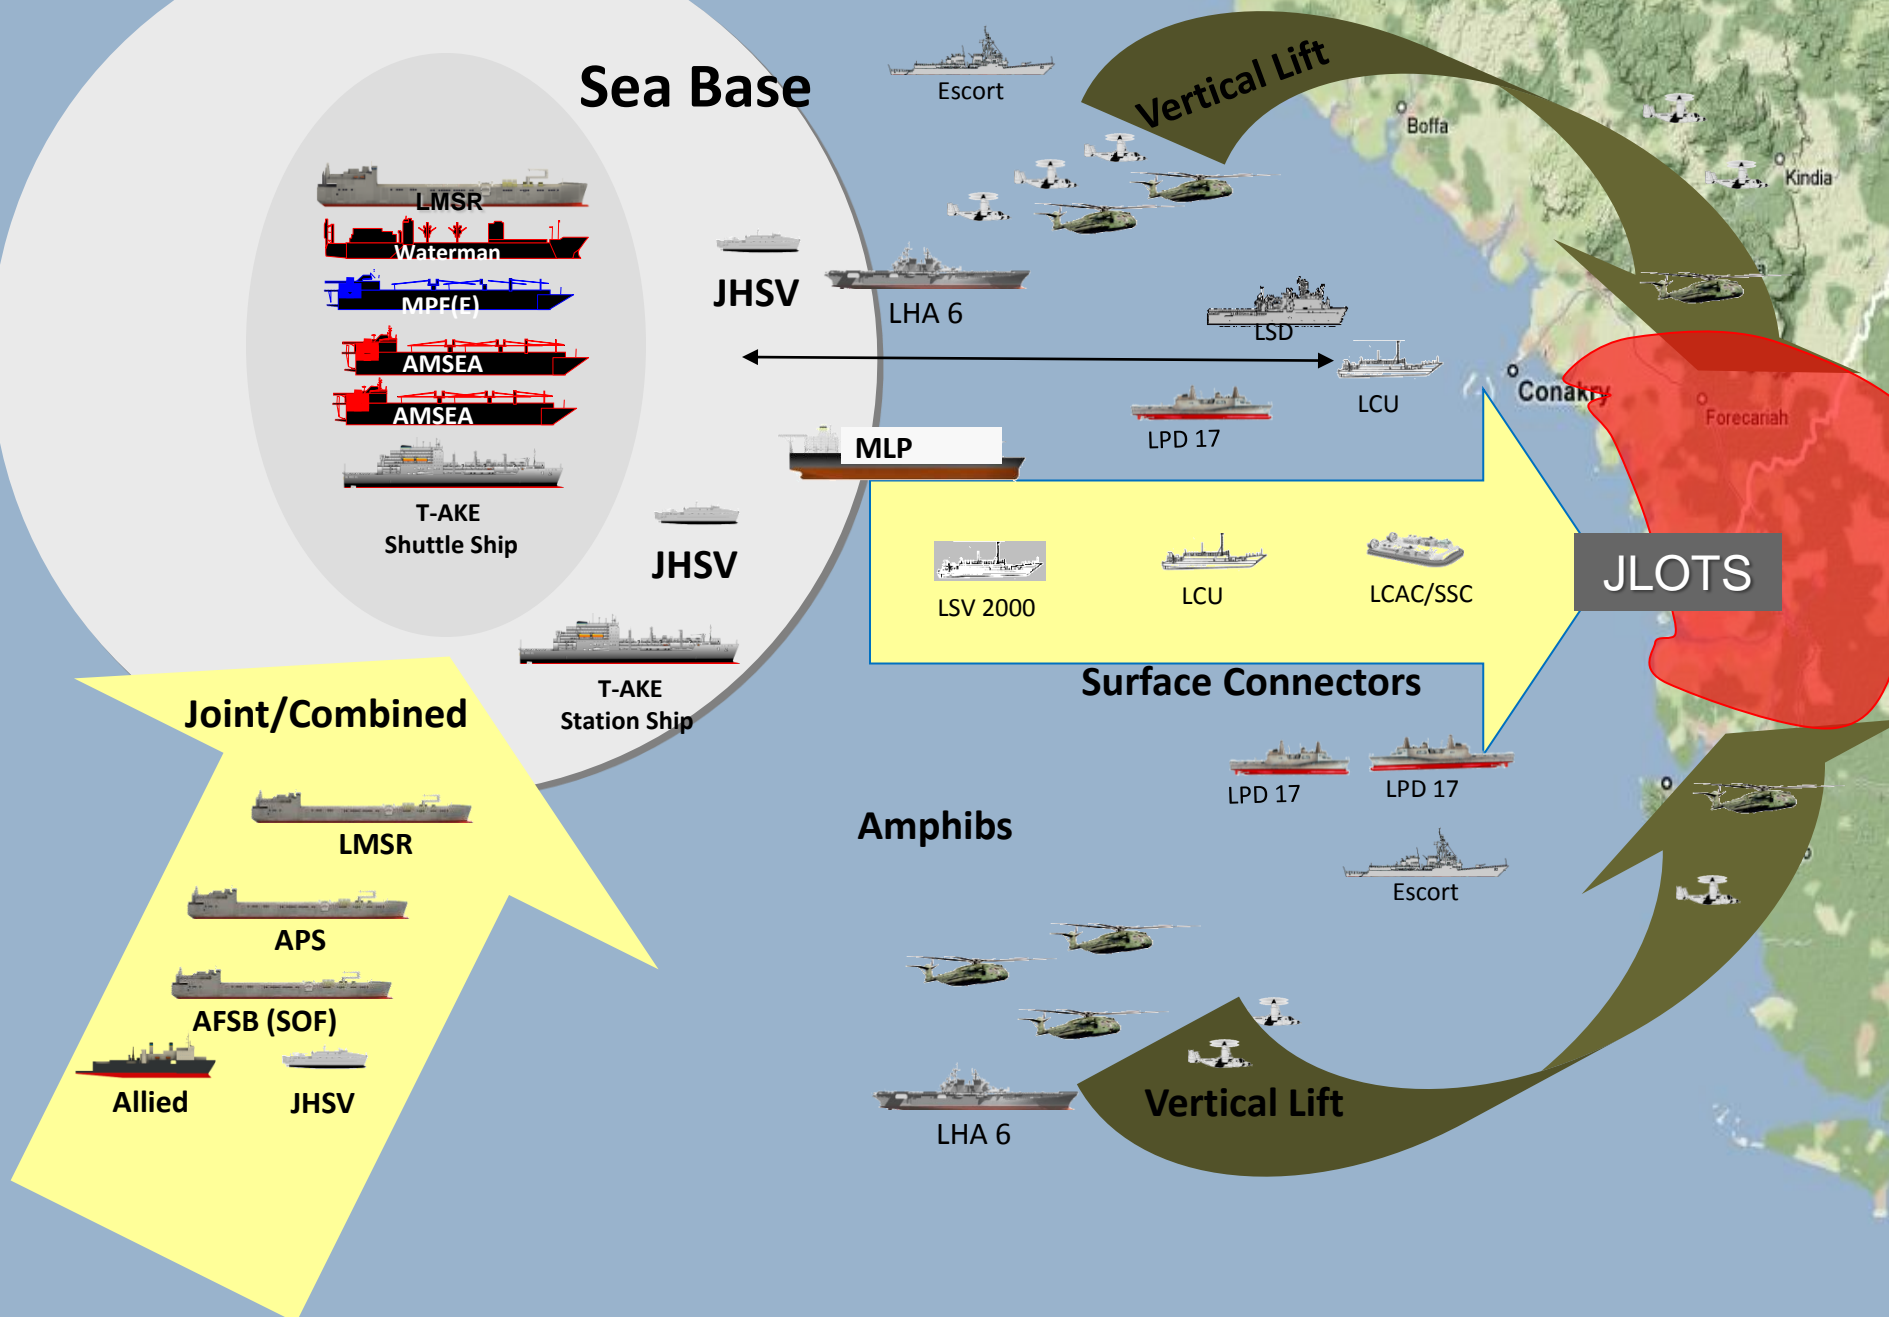 Sea Base
Escort
Vertical Lift
Boffa
Kindia
LMSR
Waterman
MPF(E)
AMSEA
AMSEA
T-AKE
Shuttle Ship
JHSV
LHA 6
LSD
LCU
LPD 17
Conakry
Forecariah
MLP
JHSV
LSV 2000
LCU
LCAC/SSC
JLOTS
T-AKE
Station Ship
Surface Connectors
Joint/Combined
LMSR
APS
AFSB (SOF)
Allied
JHSV
LPD 17
LPD 17
Amphibs
Escort
Vertical Lift
LHA 6